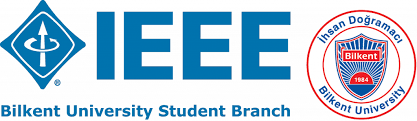 IEEE
®
Bilkent University Student Branch
İhsan Doğramacı
Bilkent
1984
Bilkent University